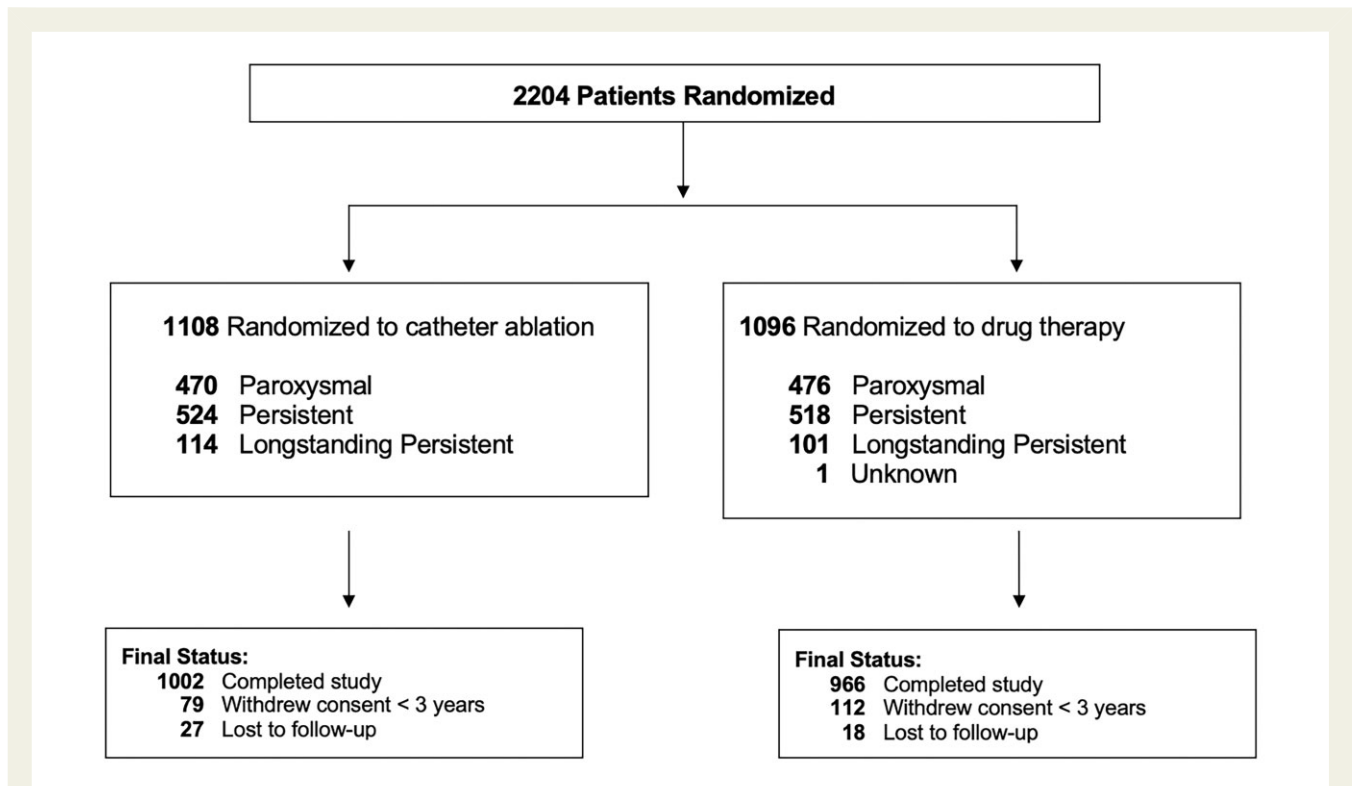 2204 Patients Randomized
1108 Randomized to catheter ablation
470 Paroxysmal
524 Persistent
114 Longstanding Persistent
1096 Randomized to drug therapy
476 Paroxysmal
518 Persistent
101 Longstanding Persistent
1 Unknown
Final Status:
1002 Completed study
79 Withdrew consent < 3 years
27 Lost to follow-up
Final Status:
966 Completed study
112 Withdrew consent < 3 years
18 Lost to follow-up